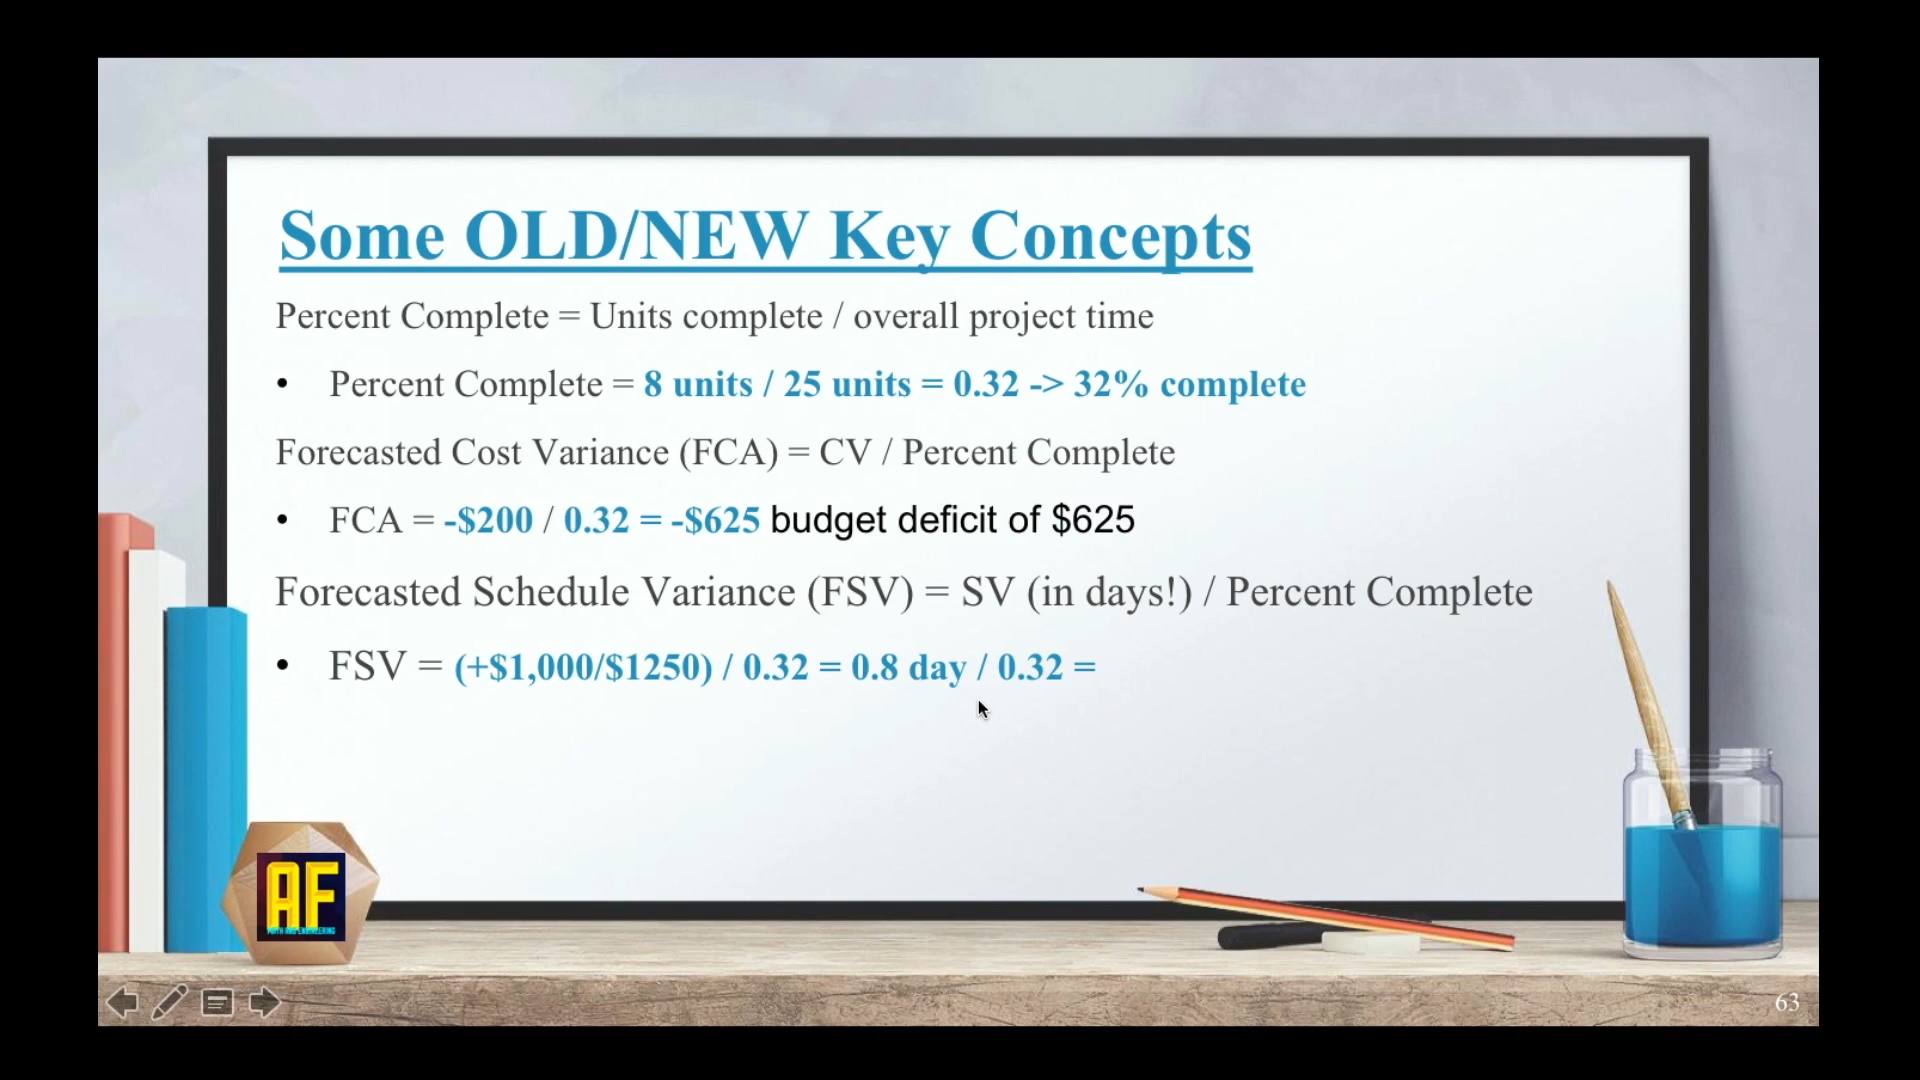 Some OLD/NEW Key Concepts
Percent Complete = Units complete / overall project time
• Percent Complete = 8 units / 25 units = 0.32 -> 32% complete
Forecasted Cost Variance (FCA) = CV / Percent Complete
• FCA = -$200 / 0.32 = -$625 budget deficit of $625
Forecasted Schedule Variance (FSV) = SV (in days!) / Percent Complete
• FSV = (+$1,000/$1250) / 0.32 = 0.8 day / 0.32 =
AF
MATH AND ENGINEERING
63